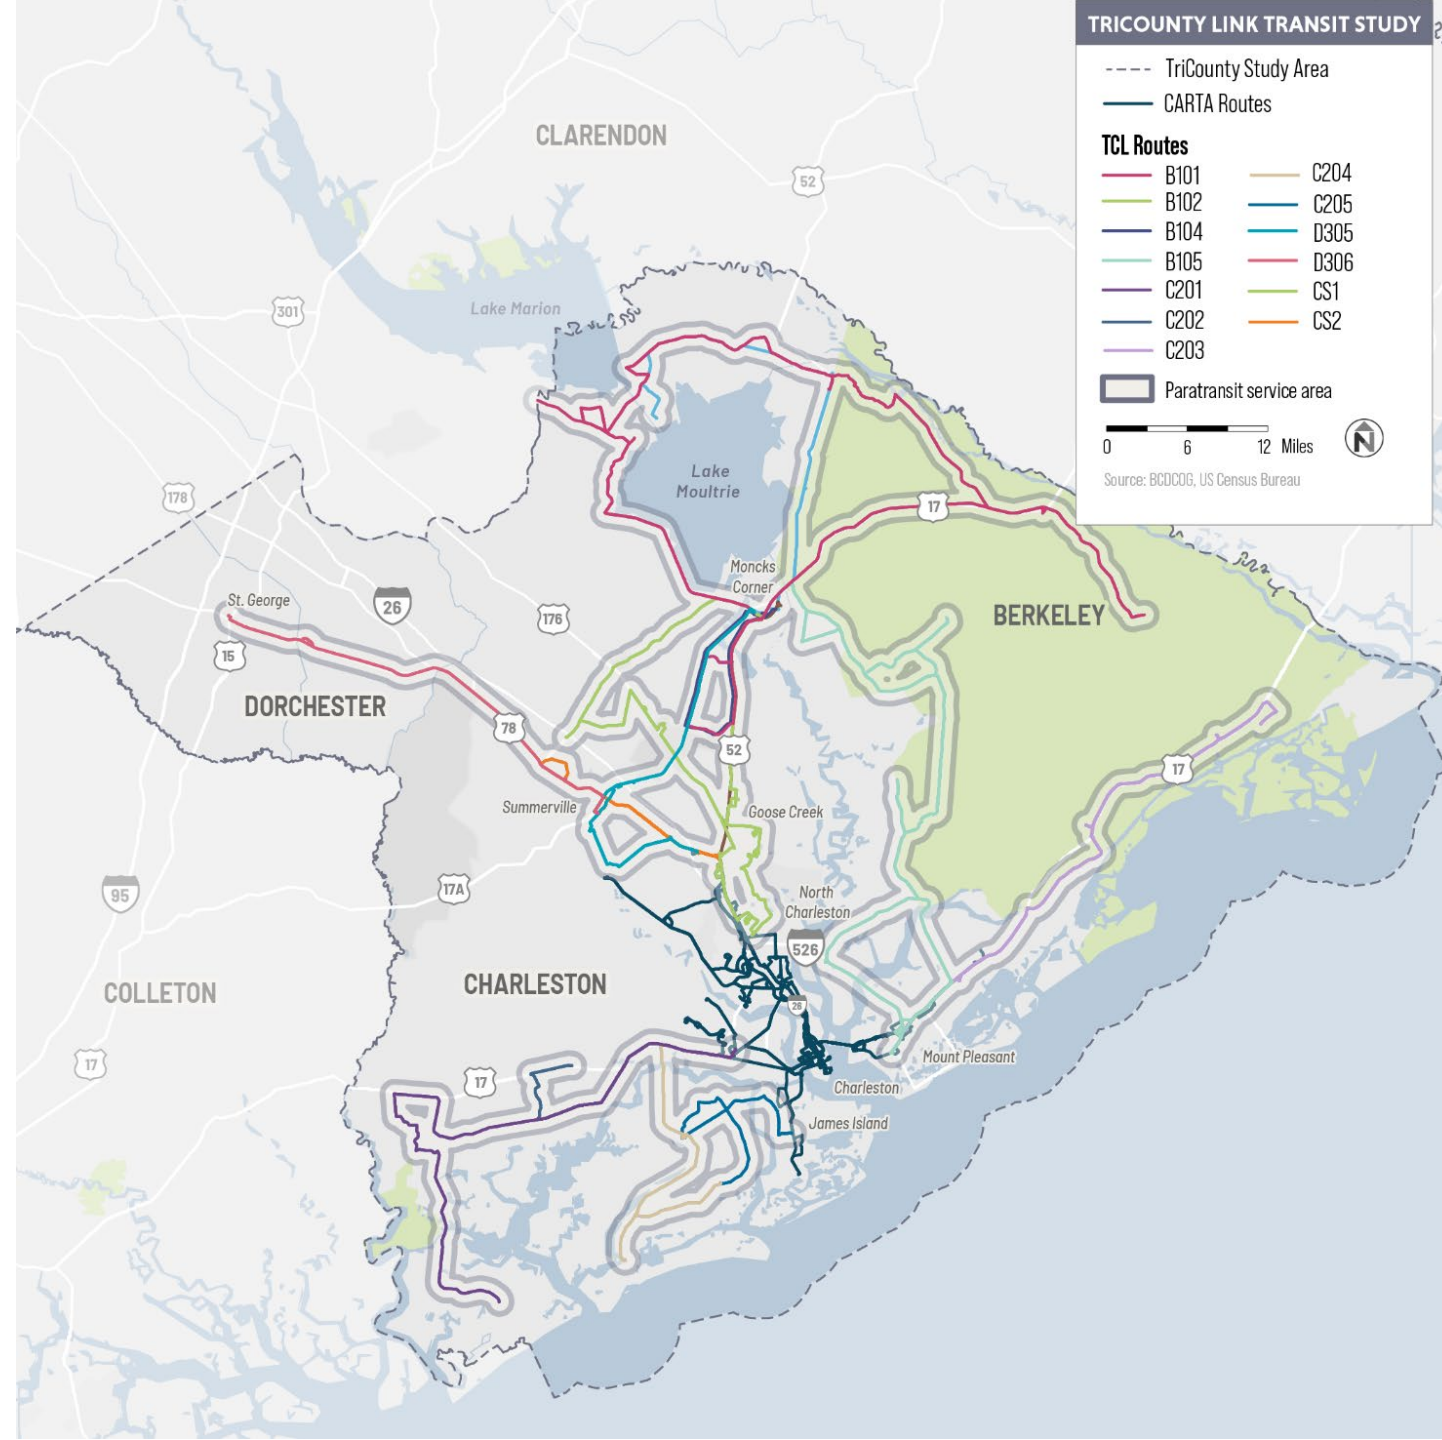 TRICOUNTY LINK TRANSIT STUDY
TriCounty Study Area
CARTA Routes
TCL Routes
B101
B102
B104
B105
C201
C202
C203
C204
C205
D305
D306
CS1
CS2
Paratransit service area
0 6 12 Miles
N
Source: BCDCOG, US Census Bureau
CLARENDON
52
301
Lake Marion
178
Lake
Moultrie
17
Moncks
Corner
St. George
26
176
BERKELEY
15
DORCHESTER
78
52
17
Summerville
Goose Creek
95
17A
North
Charleston
526
COLLETON
CHARLESTON
26
17
Mount Pleasant
17
Charleston
James Island